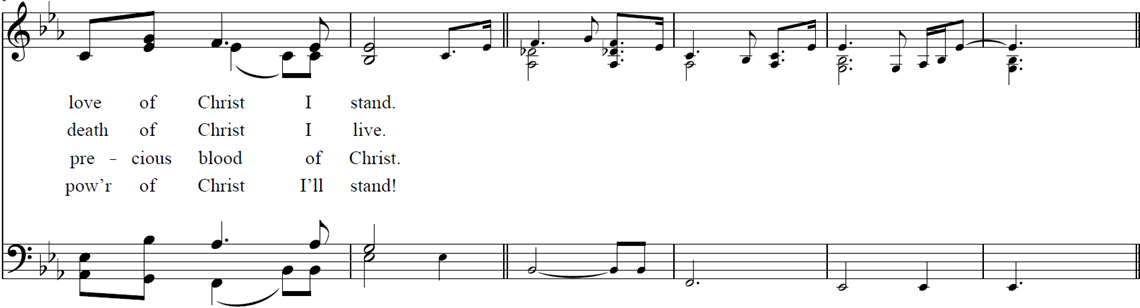 love of Christ I stand.
death of Christ I live.
pre - cious blood of Christ.
pow'r of Christ I'll stand!